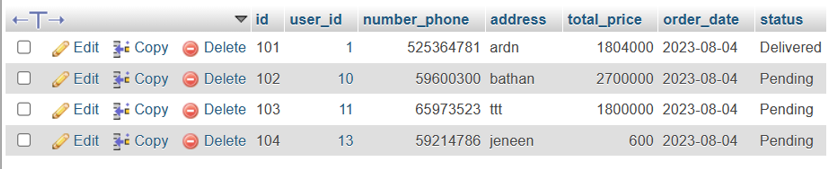 id user_id number_phone address total_price order_date status
Edit Copy Delete 101 1 525364781 ardn 1804000 2023-08-04 Delivered
Edit Copy Delete 102 10 59600300 bathan 2700000 2023-08-04 Pending
Edit Copy Delete 103 11 65973523 ttt 1800000 2023-08-04 Pending
Edit Copy Delete 104 13 59214786 jeneen 600 2023-08-04 Pending